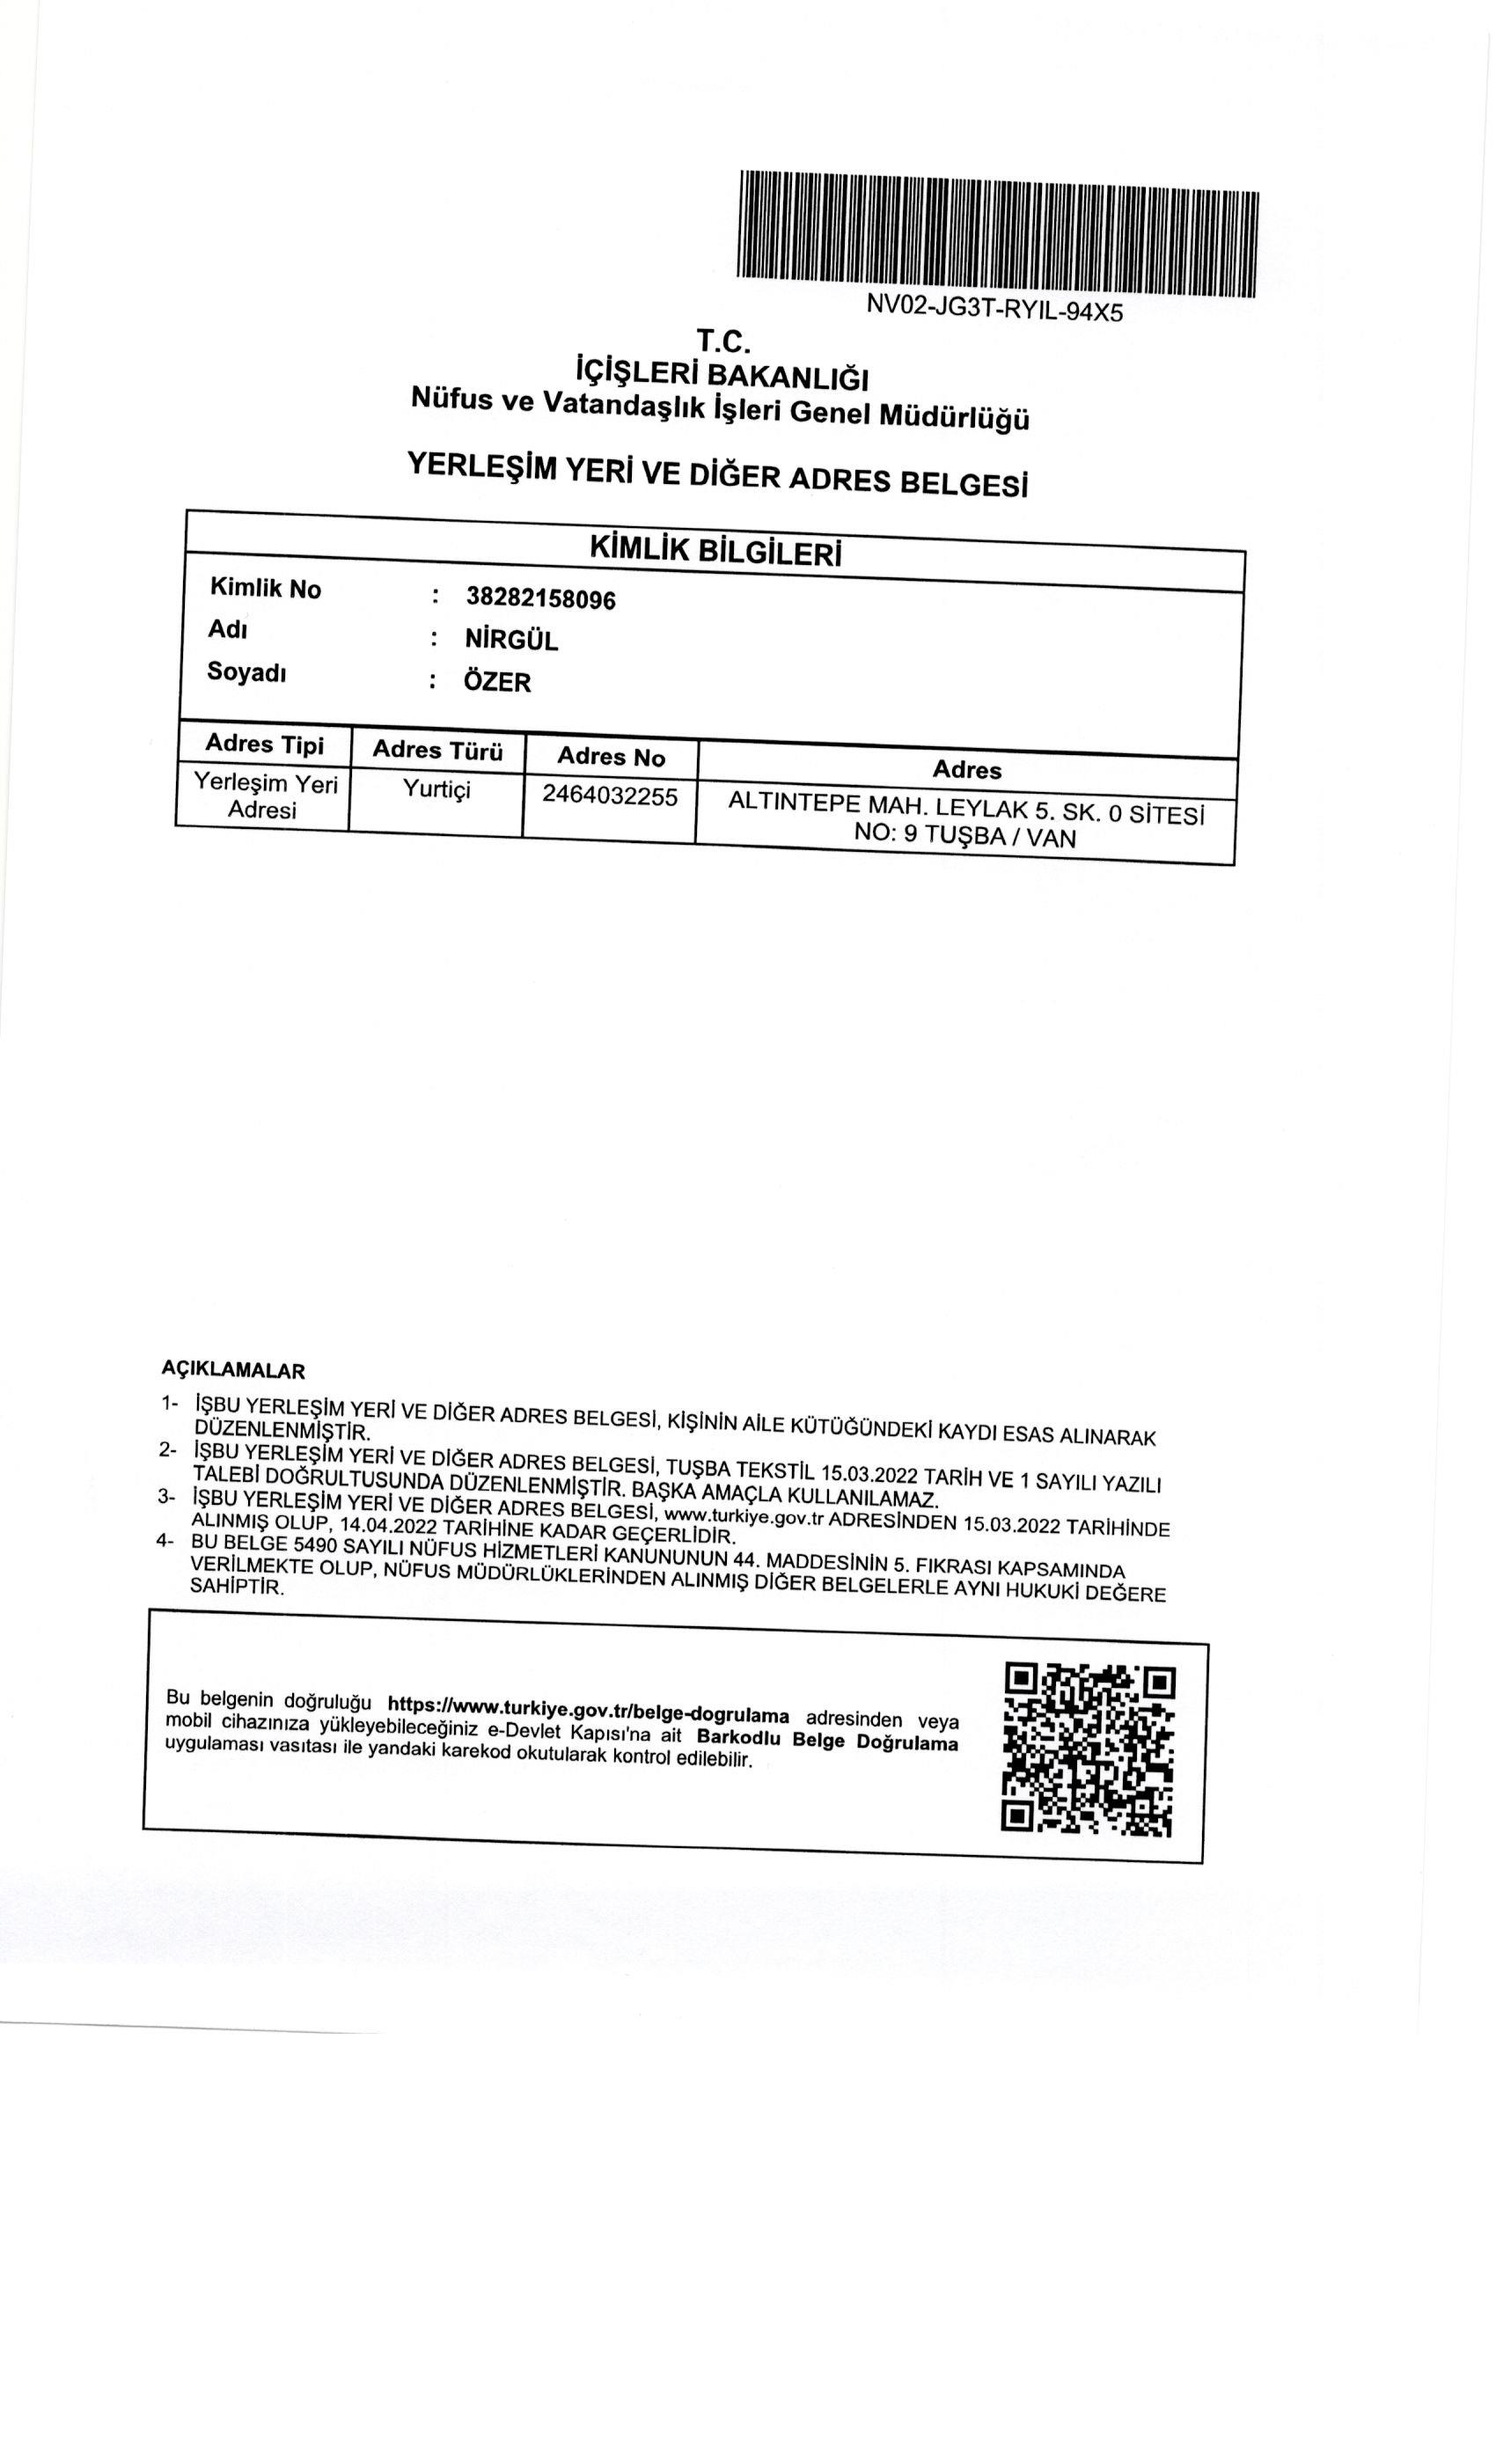 NV02-JG3T-RYIL-94X5
T.C.
İÇİŞLERİ BAKANLIĞI
Nüfus ve Vatandaşlık İşleri Genel Müdürlüğü
YERLEŞİM YERİ VE DİĞER ADRES BELGESİ
KİMLİK BİLGİLERİ
Kimlik No : 38282158096
Adı : NİRGÜL
Soyadı : ÖZER
Adres Tipi Adres Türü Adres No Adres
Yerleşim Yeri Yurtiçi 2464032255 ALTINTEPE MAH. LEYLAK 5. SK. 0 SİTESİ
Adresi NO: 9 TUŞBA / VAN
AÇIKLAMALAR
1- İŞBU YERLEŞİM YERİ VE DİĞER ADRES BELGESİ, KİŞİNİN AİLE KÜTÜĞÜNDEKİ KAYDI ESAS ALINARAK
DÜZENLENMİŞTİR.
2- İŞBU YERLEŞİM YERİ VE DİĞER ADRES BELGESİ, TUŞBA TEKSTİL 15.03.2022 TARİH VE 1 SAYILI YAZILI
TALEBİ DOĞRULTUSUNDA DÜZENLENMİŞTİR. BAŞKA AMAÇLA KULLANILAMAZ.
3- İŞBU YERLEŞİM YERİ VE DİĞER ADRES BELGESİ, www.turkiye.gov.tr ADRESİNDEN 15.03.2022 TARİHİNDE
ALINMIŞ OLUP, 14.04.2022 TARİHİNE KADAR GEÇERLİDİR.
4- BU BELGE 5490 SAYILI NÜFUS HİZMETLERİ KANUNUNUN 44. MADDESİNİN 5. FIKRASI KAPSAMINDA
VERİLMEKTE OLUP, NÜFUS MÜDÜRLÜKLERİNDEN ALINMIŞ DİĞER BELGELERLE AYNI HUKUKİ DEĞERE
SAHİPTİR.
Bu belgenin doğruluğu https://www.turkiye.gov.tr/belge-dogrulama adresinden veya
mobil cihazınıza yükleyebileceğiniz e-Devlet Kapısı'na ait Barkodlu Belge Doğrulama
uygulaması vasıtası ile yandaki karekod okutularak kontrol edilebilir.